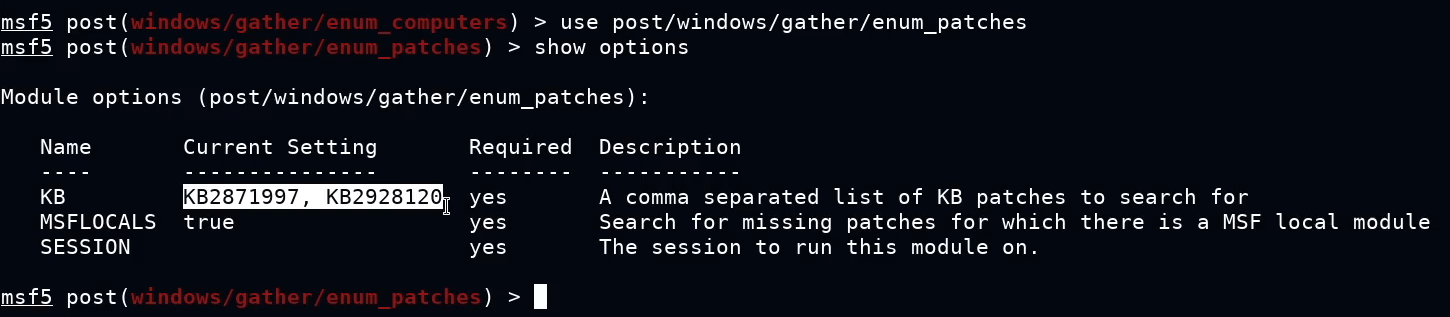 msf5 post(windows/gather/enum_computers) > use post/windows/gather/enum_patches
msf5 post(windows/gather/enum_patches) > show options
Module options (post/windows/gather/enum_patches):
Name Current Setting Required Description
---- --------------- -------- -----------
KB KB2871997, KB2928120 yes A comma separated list of KB patches to search for
MSFLOCALS true yes Search for missing patches for which there is a MSF local module
SESSION yes The session to run this module on.
msf5 post(windows/gather/enum_patches) >